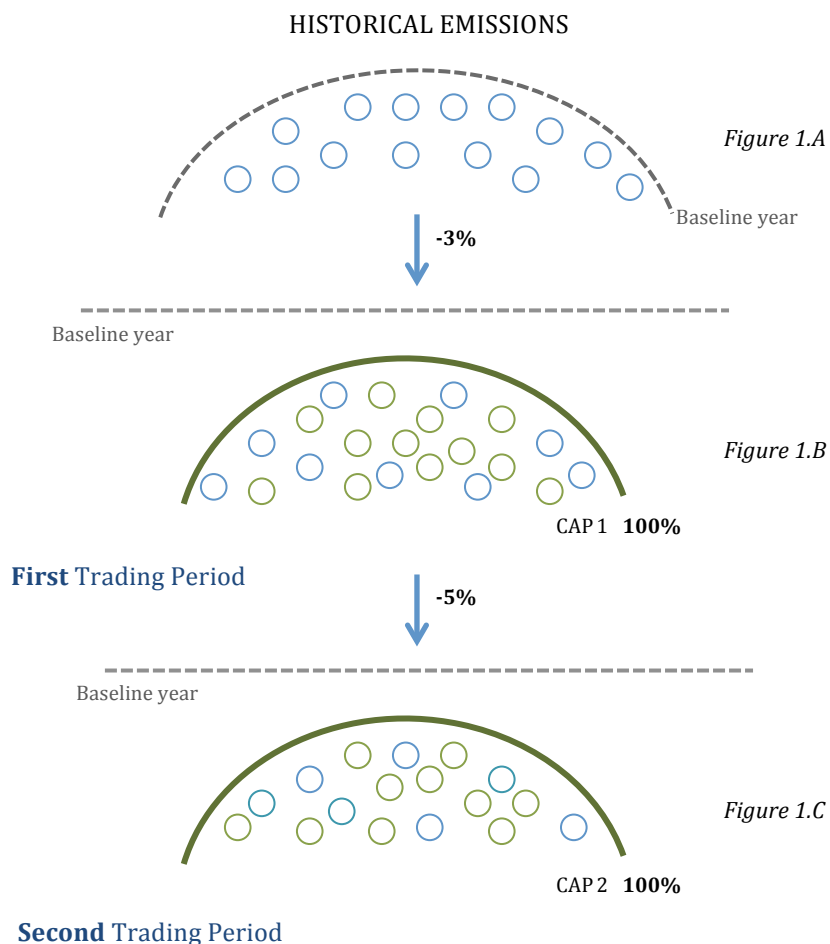 HISTORICAL EMISSIONS
Figure 1.A
Baseline year
-3%
Baseline year
Figure 1.B
CAP 1 100%
First Trading Period
-5%
Baseline year
Figure 1.C
CAP 2 100%
Second Trading Period